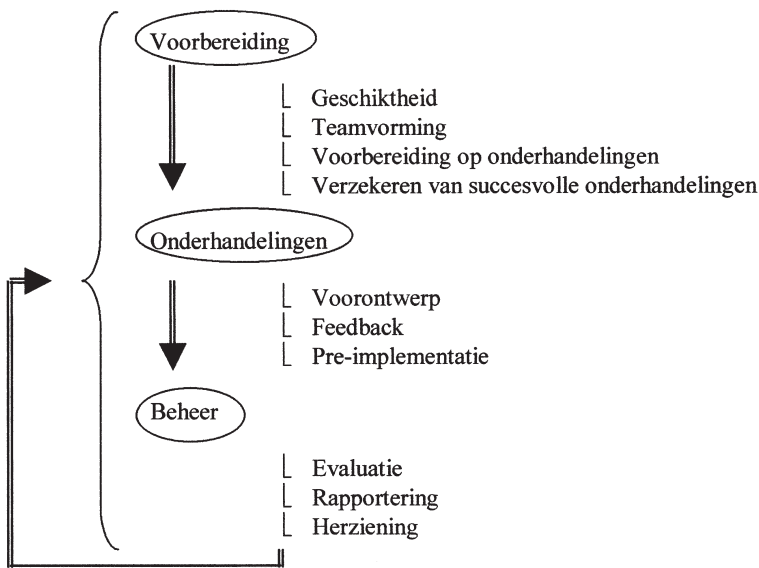 Voorbereiding
Geschiktheid
Teamvorming
Voorbereiding op onderhandelingen
Verzekeren van succesvolle onderhandelingen
Onderhandelingen
Voorontwerp
Feedback
Pre-implementatie
Beheer
Evaluatie
Rapportering
Herziening